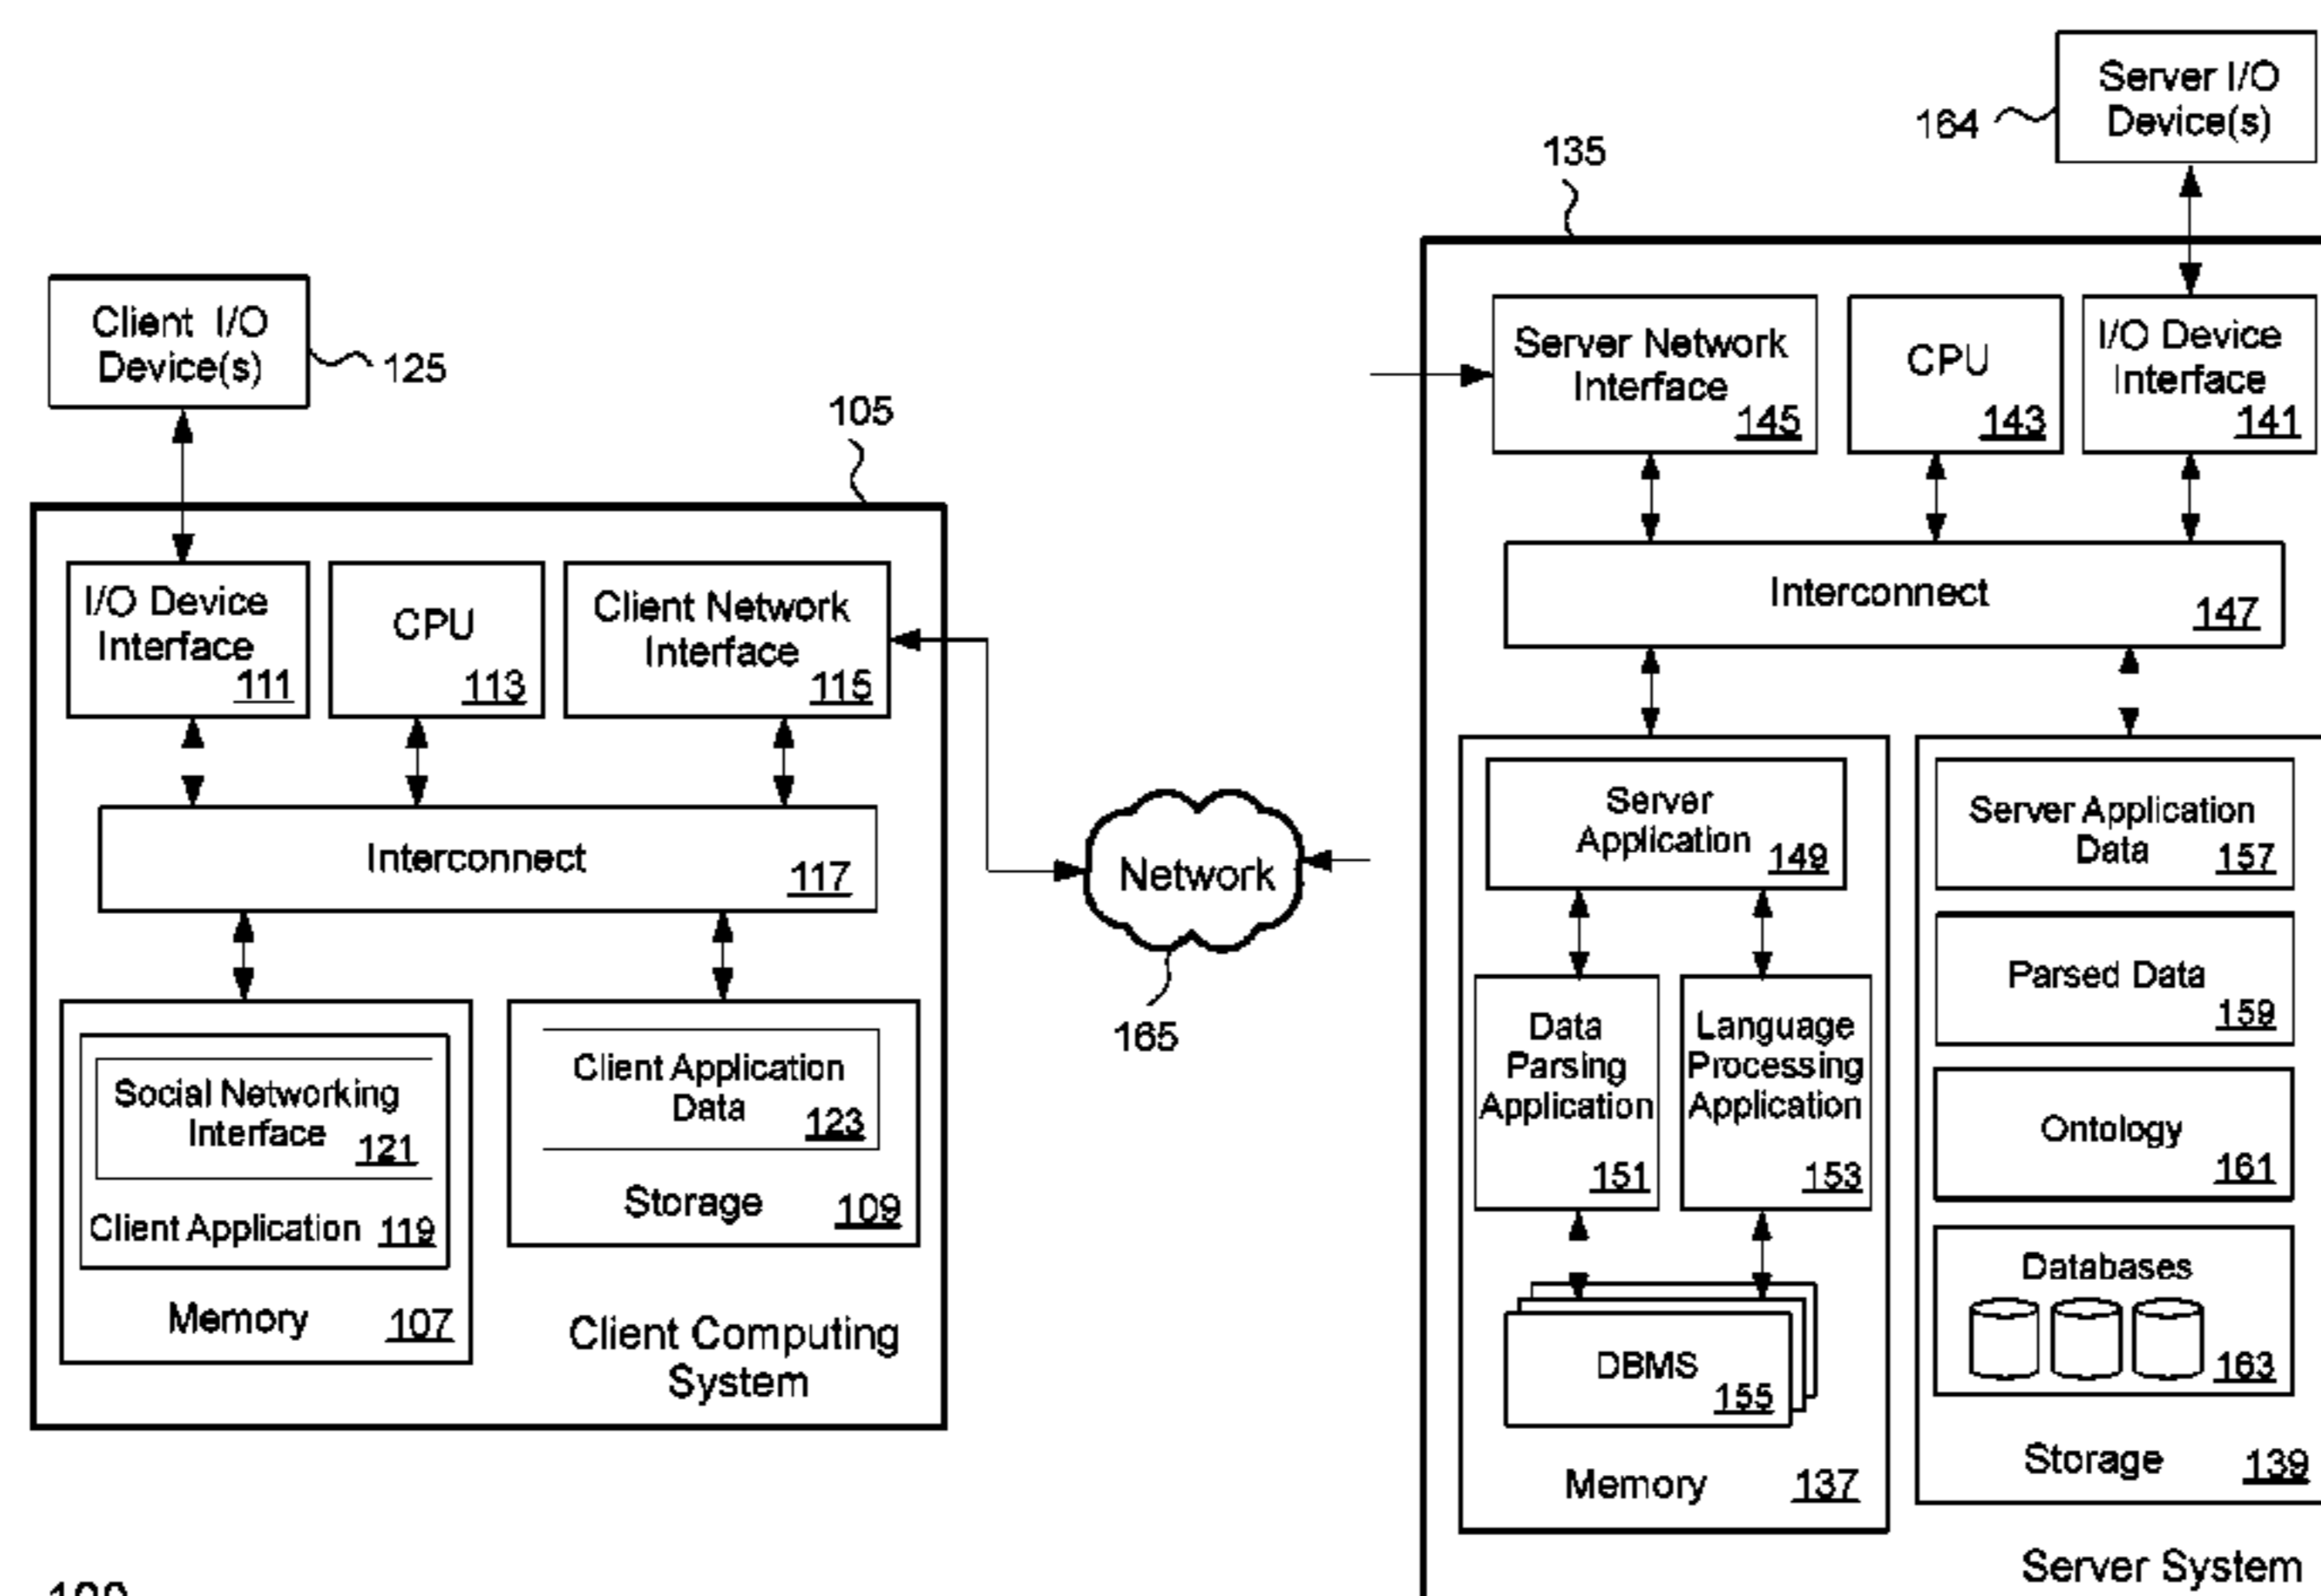 Server I/O
Device(s)
164
135
Client I/O
Device(s)
125
105
Server Network
Interface
145
CPU
143
I/O Device
Interface
141
I/O Device
Interface
111
CPU
113
Client Network
Interface
115
Interconnect
147
Interconnect
117
Network
165
Server
Application
149
Server Application
Data
157
Data
Parsing
Application
151
Language
Processing
Application
153
Parsed Data
159
Ontology
161
Social Networking
Interface
121
Client Application 119
Memory 107
Client Application
Data
123
Storage 109
Client Computing
System
DBMS
155
Memory 137
Databases
163
Storage 139
Server System